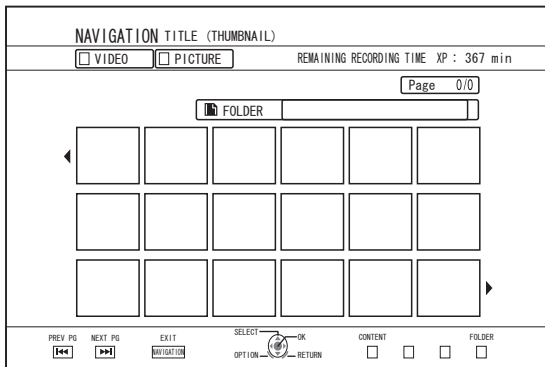 NAVIGATION TITLE (THUMBNAIL)
VIDEO PICTURE REMAINING RECORDING TIME XP : 367 min
Page 0/0
FOLDER
PREV PG NEXT PG EXIT SELECT OK CONTENT FOLDER
NAVIGATION OPTION RETURN